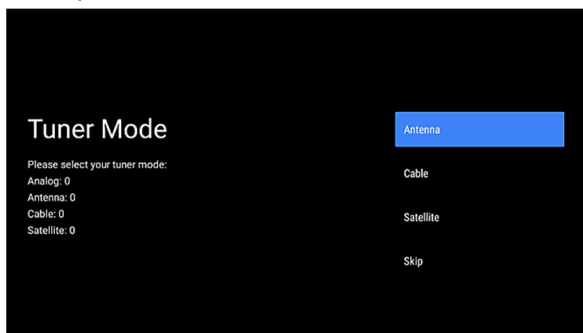 Tuner Mode
Please select your tuner mode:
Analog: 0
Antenna: 0
Cable: 0
Satellite: 0
Antenna
Cable
Satellite
Skip